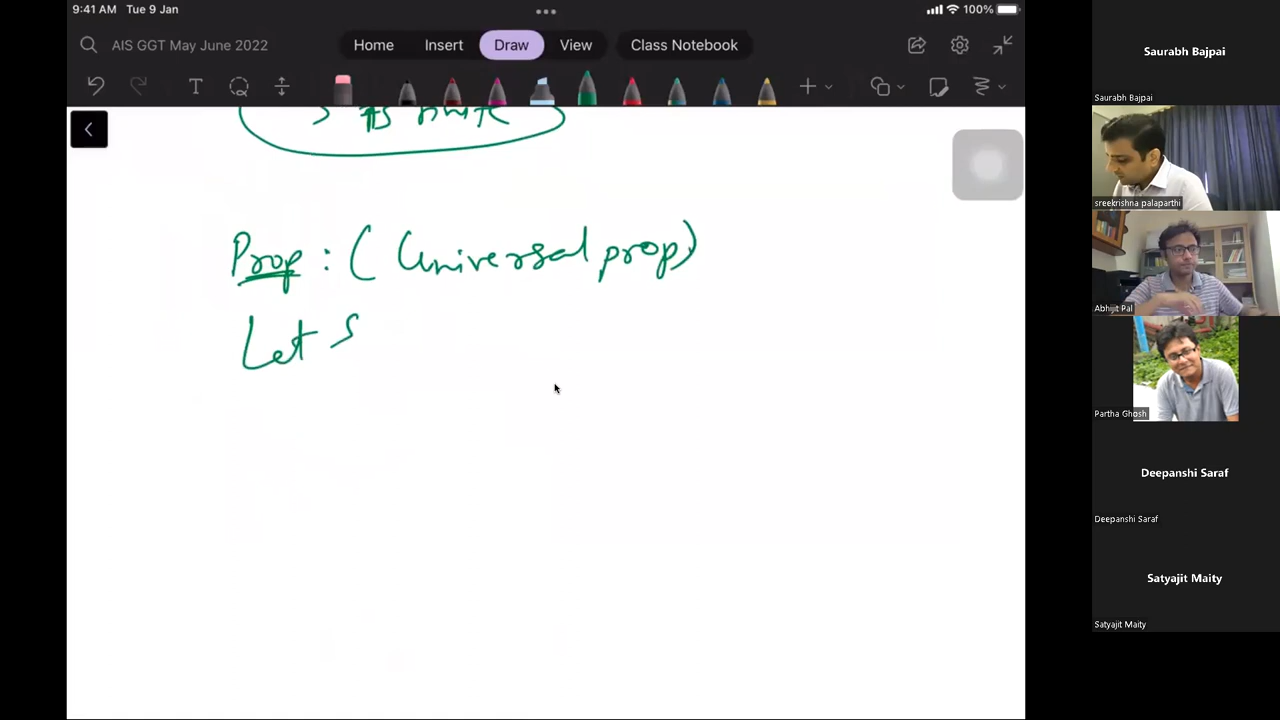 9:41 AM Tue 9 Jan
100%
AIS GGT May June 2022
Home Insert Draw View Class Notebook
Prop : ( Universal prop)
Let S
Saurabh Bajpai
Saurabh Bajpai
sreekrishna palaparthi
Abhijit Pal
Partha Ghosh
Deepanshi Saraf
Deepanshi Saraf
Satyajit Maity
Satyajit Maity